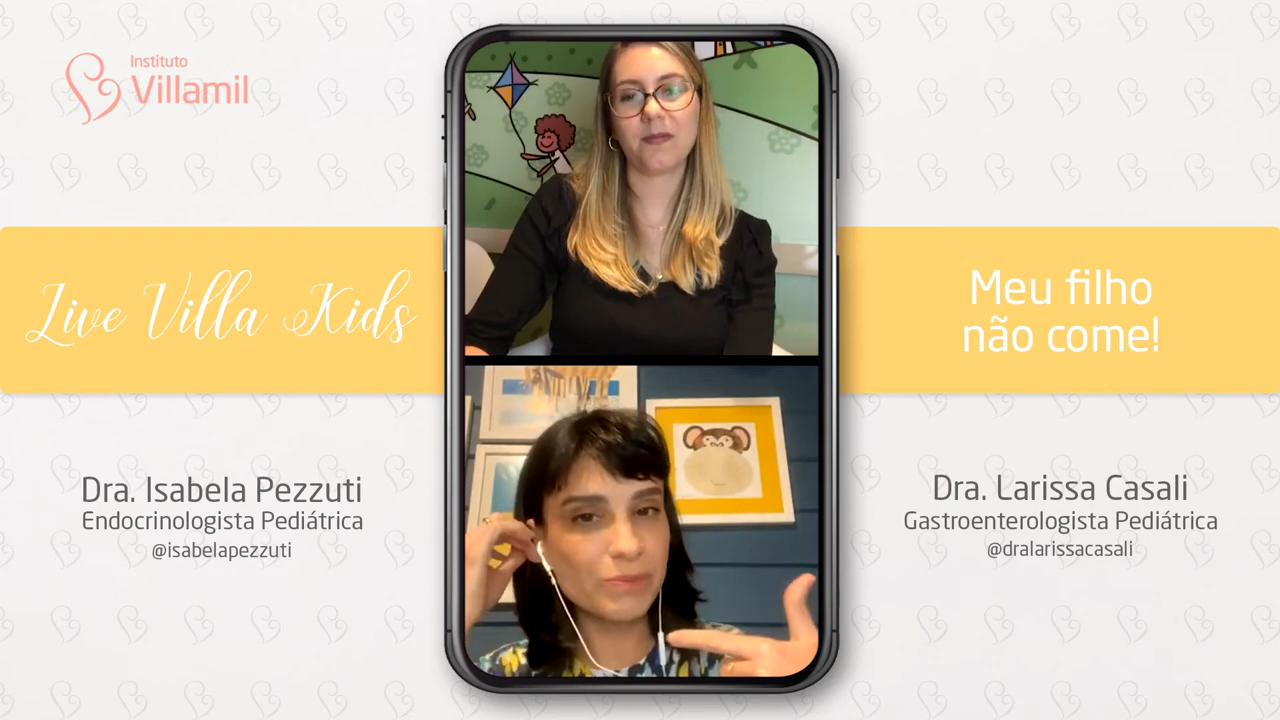 Instituto
Villamil
Live Villa Kids
Meu filho
não come!
Dra. Isabela Pezzuti
Endocrinologista Pediátrica
@isabelapezzuti
Dra. Larissa Casali
Gastroenterologista Pediátrica
@dralarissacasali